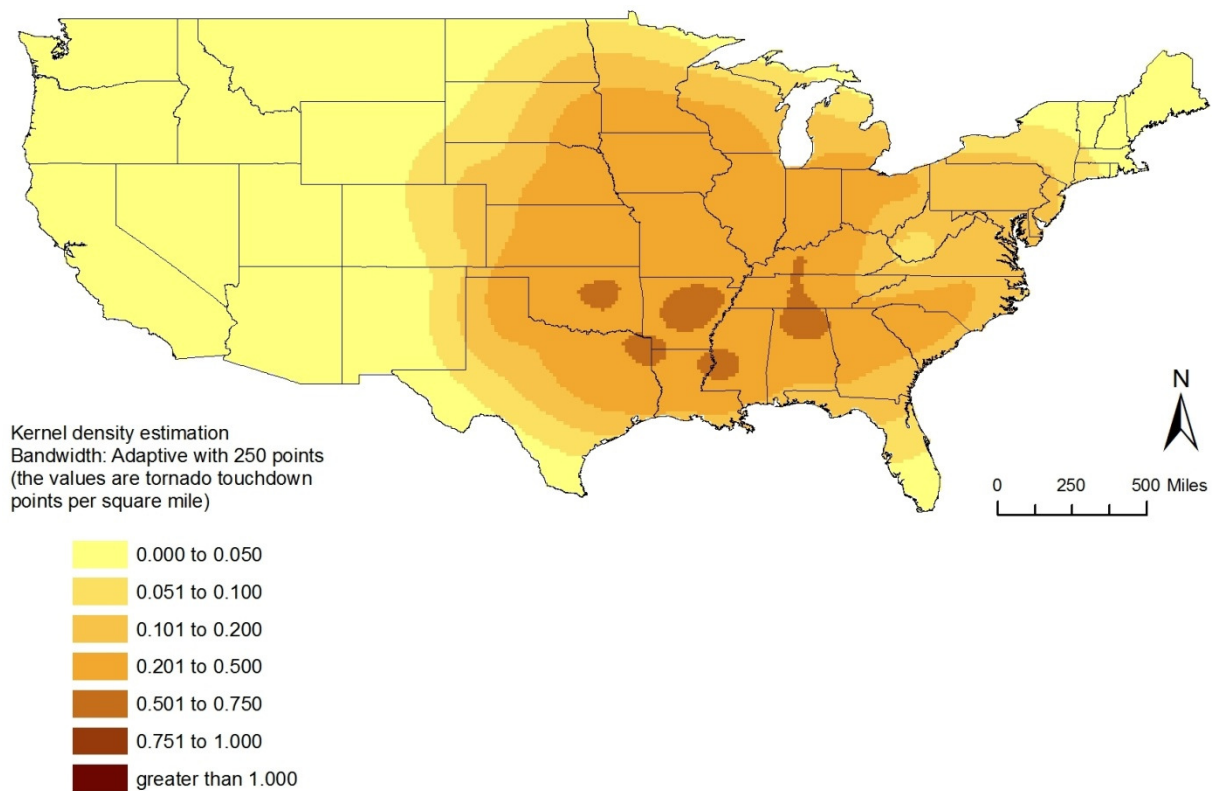 N
0 250 500 Miles
Kernel density estimation
Bandwidth: Adaptive with 250 points
(the values are tornado touchdown
points per square mile)
0.000 to 0.050
0.051 to 0.100
0.101 to 0.200
0.201 to 0.500
0.501 to 0.750
0.751 to 1.000
greater than 1.000